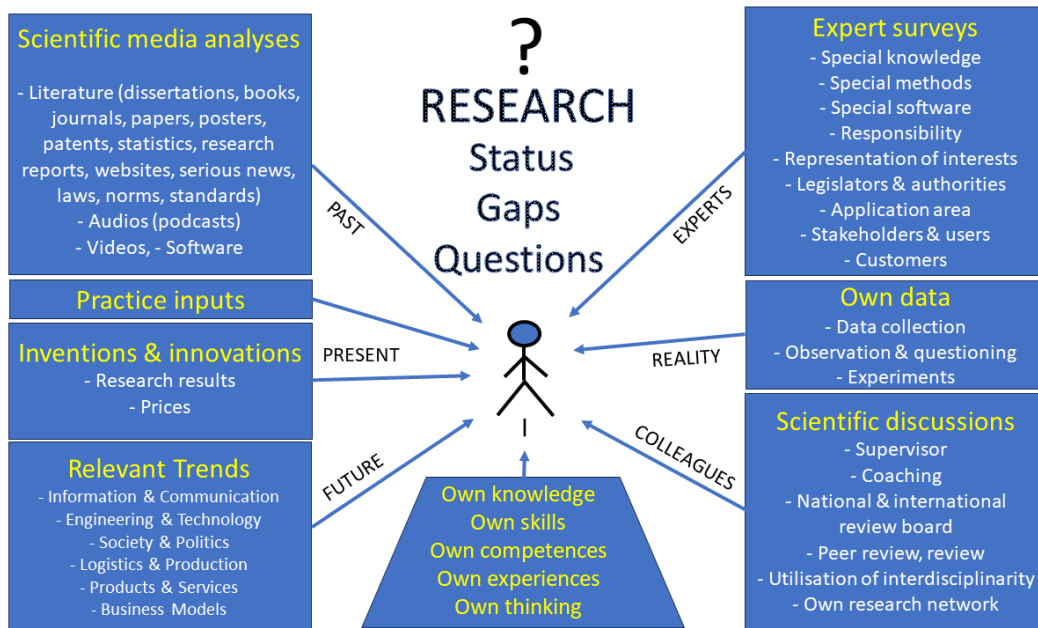 Scientific media analyses
- Literature (dissertations, books,
journals, papers, posters,
patents, statistics, research
reports, websites, serious news,
laws, norms, standards)
- Audios (podcasts)
- Videos, - Software
Practice inputs
Inventions & innovations
- Research results
- Prices
Relevant Trends
- Information & Communication
- Engineering & Technology
- Society & Politics
- Logistics & Production
- Products & Services
- Business Models
?
RESEARCH
Status
Gaps
Questions
PAST
PRESENT
FUTURE
EXPERTS
REALITY
COLLEAGUES
I
Own knowledge
Own skills
Own competences
Own experiences
Own thinking
Expert surveys
- Special knowledge
- Special methods
- Special software
- Responsibility
- Representation of interests
- Legislators & authorities
- Application area
- Stakeholders & users
- Customers
Own data
- Data collection
- Observation & questioning
- Experiments
Scientific discussions
- Supervisor
- Coaching
- National & international
review board
- Peer review, review
- Utilisation of interdisciplinarity
- Own research network